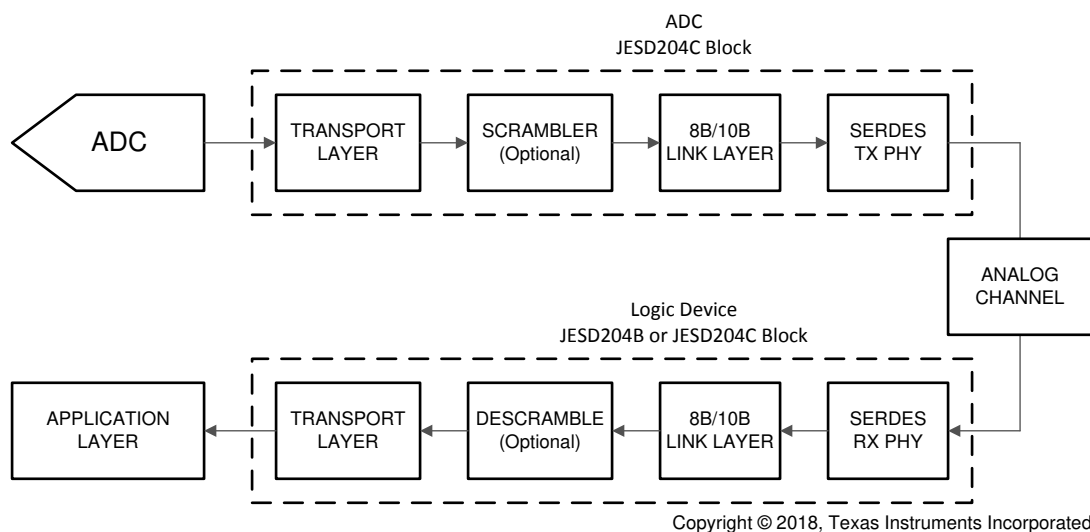 ADC
JESD204C Block
ADC
TRANSPORT
LAYER
SCRAMBLER
(Optional)
8B/10B
LINK LAYER
SERDES
TX PHY
ANALOG
CHANNEL
Logic Device
JESD204B or JESD204C Block
APPLICATION
LAYER
TRANSPORT
LAYER
DESCRAMBLE
(Optional)
8B/10B
LINK LAYER
SERDES
RX PHY
Copyright © 2018, Texas Instruments Incorporated